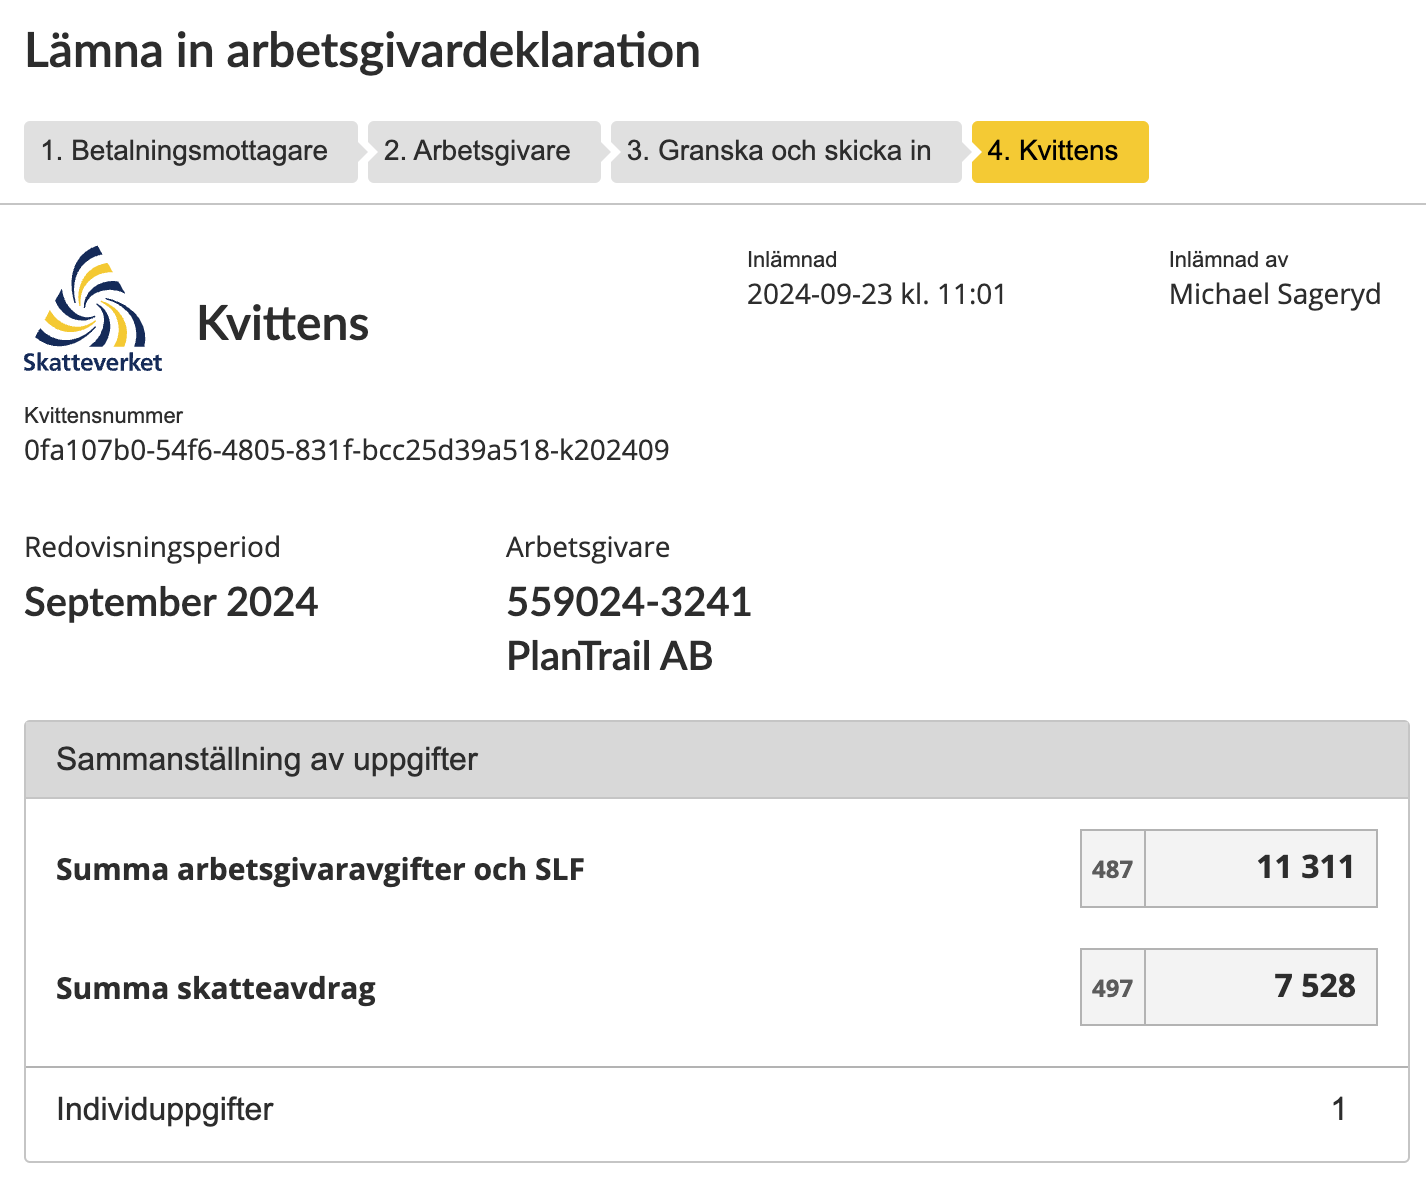 Lämna in arbetsgivardeklaration
1. Betalningsmottagare
2. Arbetsgivare
3. Granska och skicka in
4. Kvittens
Skatteverket
Kvittens
Inlämnad
2024-09-23 kl. 11:01
Inlämnad av
Michael Sageryd
Kvittensnummer
0fa107b0-54f6-4805-831f-bcc25d39a518-k202409
Redovisningsperiod
September 2024
Arbetsgivare
559024-3241
PlanTrail AB
Sammanställning av uppgifter
Summa arbetsgivaravgifter och SLF 487 11 311
Summa skatteavdrag 497 7 528
Individuppgifter 1